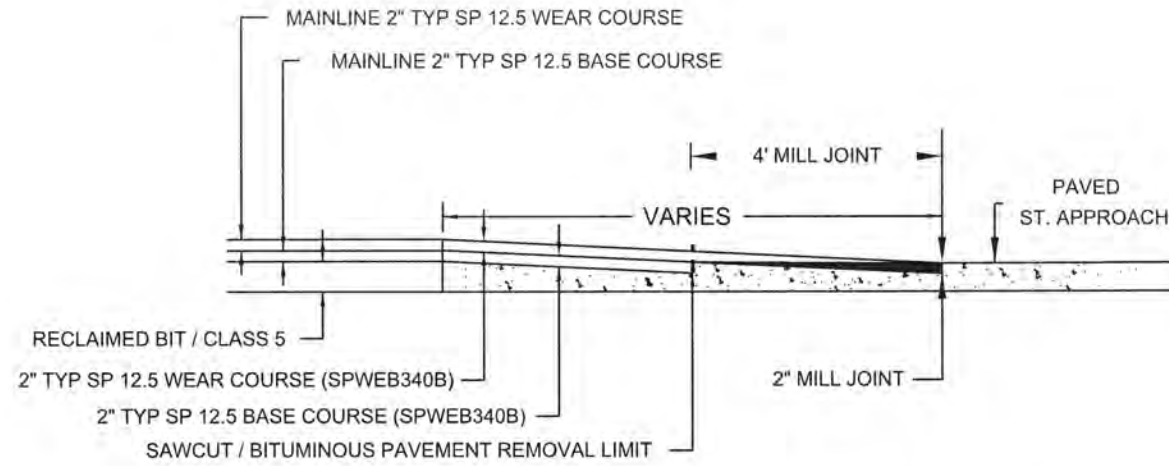 MAINLINE 2" TYP SP 12.5 WEAR COURSE
MAINLINE 2" TYP SP 12.5 BASE COURSE
4' MILL JOINT
PAVED
ST. APPROACH
VARIES
RECLAIMED BIT / CLASS 5
2" TYP SP 12.5 WEAR COURSE (SPWEB340B)
2" MILL JOINT
2" TYP SP 12.5 BASE COURSE (SPWEB340B)
SAWCUT / BITUMINOUS PAVEMENT REMOVAL LIMIT